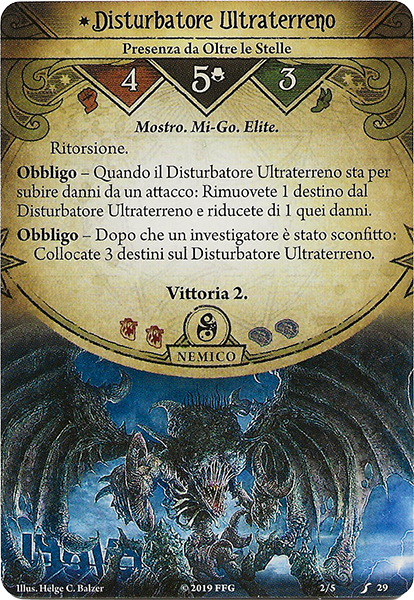 Disturbatore Ultraterreno
Presenza da Oltre le Stelle
4 5 3
Mostro. Mi-Go. Elite.
Ritorsione.
Obbligo – Quando il Disturbatore Ultraterreno sta per
subire danni da un attacco: Rimuovete 1 destino dal
Disturbatore Ultraterreno e riducete di 1 quei danni.
Obbligo – Dopo che un investigatore è stato sconfitto:
Collocate 3 destini sul Disturbatore Ultraterreno.
Vittoria 2.
NEMICO
Illus. Helge C. Balzer © 2019 FFG 2/5 29